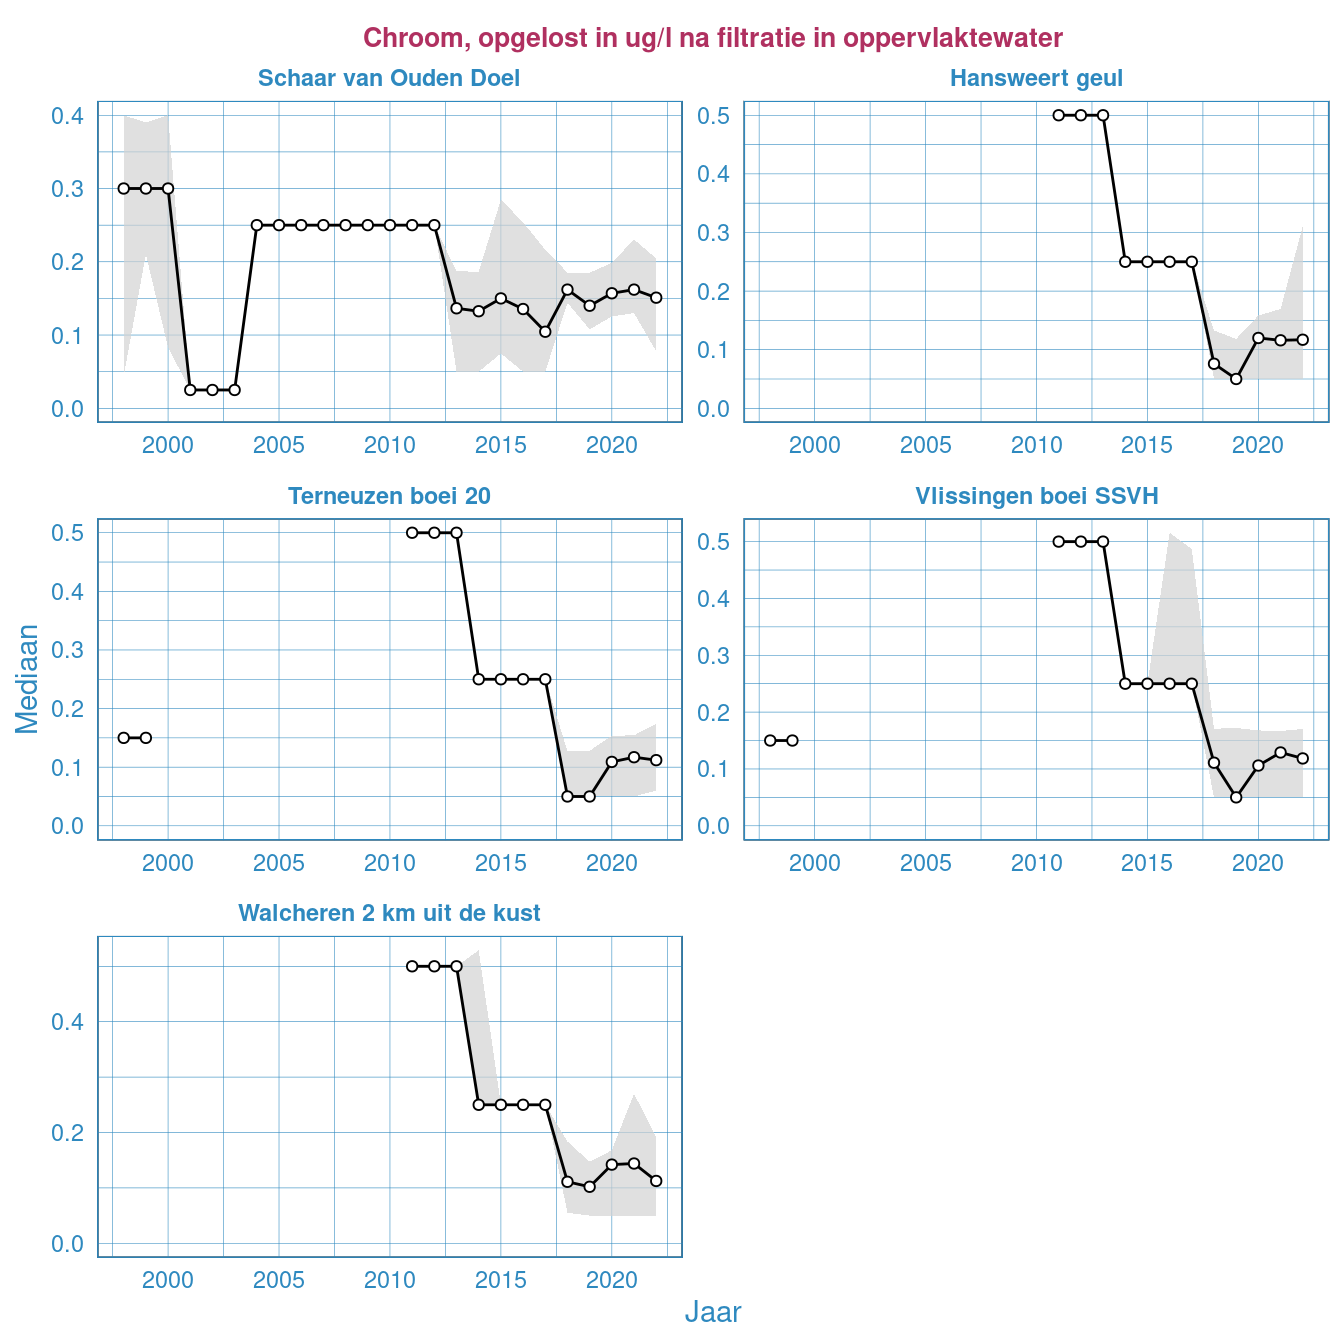 Chroom, opgelost in ug/l na filtratie in oppervlaktewater
Schaar van Ouden Doel
0.4
0.3
0.2
0.1
0.0
2000 2005 2010 2015 2020
Hansweert geul
0.5
0.4
0.3
0.2
0.1
0.0
2000 2005 2010 2015 2020
Mediaan
Terneuzen boei 20
0.5
0.4
0.3
0.2
0.1
0.0
2000 2005 2010 2015 2020
Vlissingen boei SSVH
0.5
0.4
0.3
0.2
0.1
0.0
2000 2005 2010 2015 2020
Walcheren 2 km uit de kust
0.4
0.2
0.0
2000 2005 2010 2015 2020
Jaar